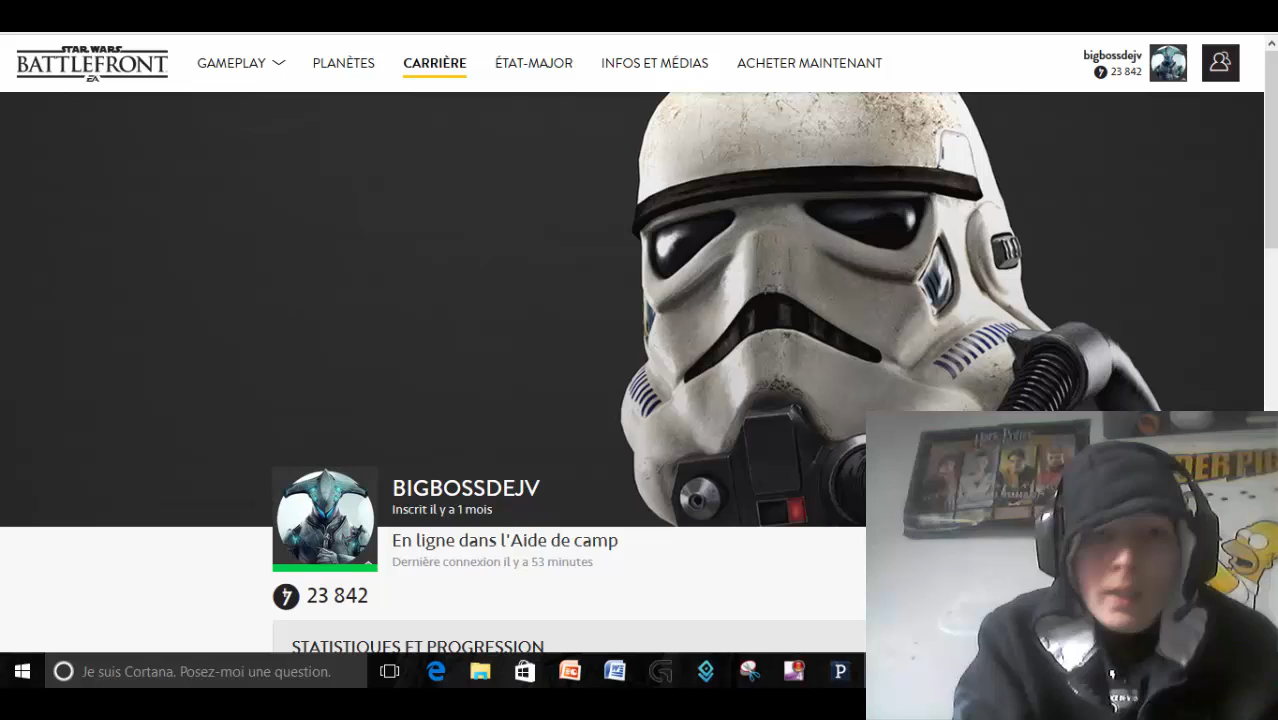 STAR WARS
BATTLEFRONT
EA
GAMEPLAY
PLANÈTES
CARRIÈRE
ÉTAT-MAJOR
INFOS ET MÉDIAS
ACHETER MAINTENANT
bigbossdejv
23 842
BIGBOSSDEJV
Inscrit il y a 1 mois
En ligne dans l'Aide de camp
Dernière connexion il y a 53 minutes
23 842
STATISTIQUES ET PROGRESSION
Je suis Cortana. Posez-moi une question.